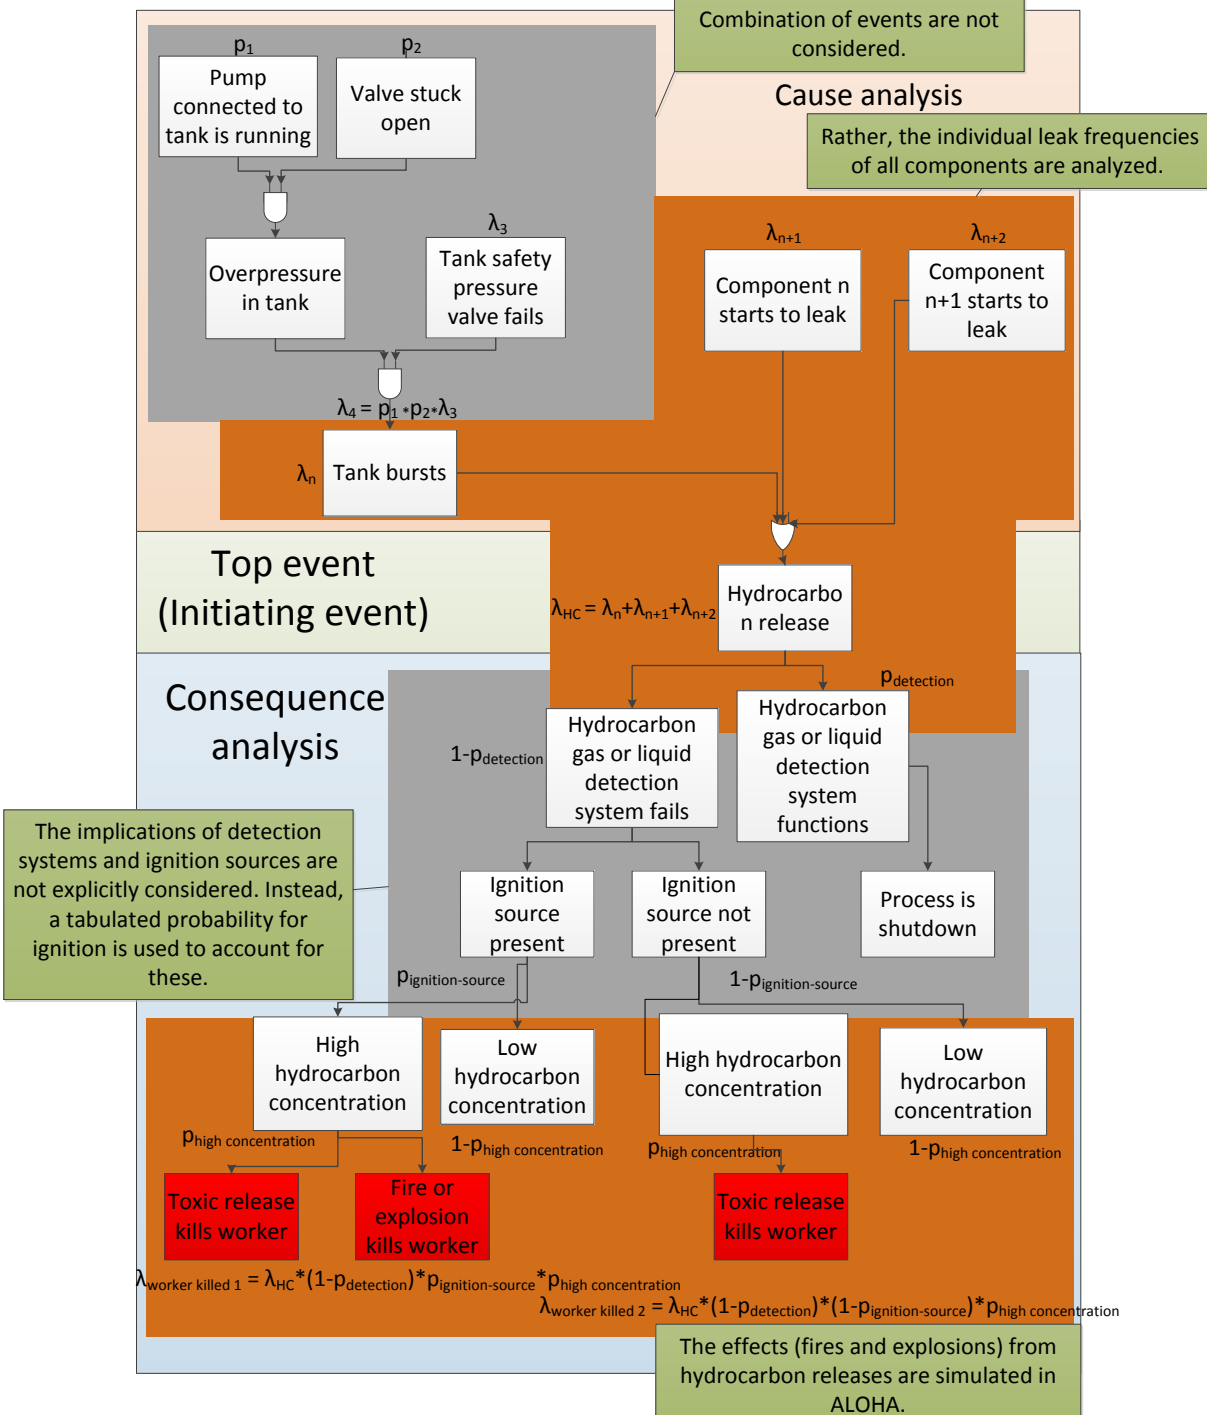 Combination of events are not
considered.
Cause analysis
Rather, the individual leak frequencies
of all components are analyzed.
p1
Pump
connected to
tank is running
p2
Valve stuck
open
Overpressure
in tank
λ3
Tank safety
pressure
valve fails
λn+1
Component n
starts to leak
λn+2
Component
n+1 starts to
leak
λ4 = p1 * p2 * λ3
λn
Tank bursts
Top event
(Initiating event)
λHC = λn+λn+1+λn+2
Hydrocarbo
n release
Consequence
analysis
1-pdetection
Hydrocarbon
gas or liquid
detection
system fails
pdetection
Hydrocarbon
gas or liquid
detection
system
functions
The implications of detection
systems and ignition sources are
not explicitly considered. Instead,
a tabulated probability for
ignition is used to account for
these.
Ignition
source
present
Ignition
source not
present
Process is
shutdown
pignition-source
1-pignition-source
High
hydrocarbon
concentration
Low
hydrocarbon
concentration
High hydrocarbon
concentration
Low
hydrocarbon
concentration
phigh concentration
1-phigh concentration
phigh concentration
1-phigh concentration
Toxic release
kills worker
Fire or
explosion
kills worker
Toxic release
kills worker
λworker killed 1 = λHC*(1-pdetection)*pignition-source*phigh concentration
λworker killed 2 = λHC*(1-pdetection)*(1-pignition-source)*phigh concentration
The effects (fires and explosions) from
hydrocarbon releases are simulated in
ALOHA.